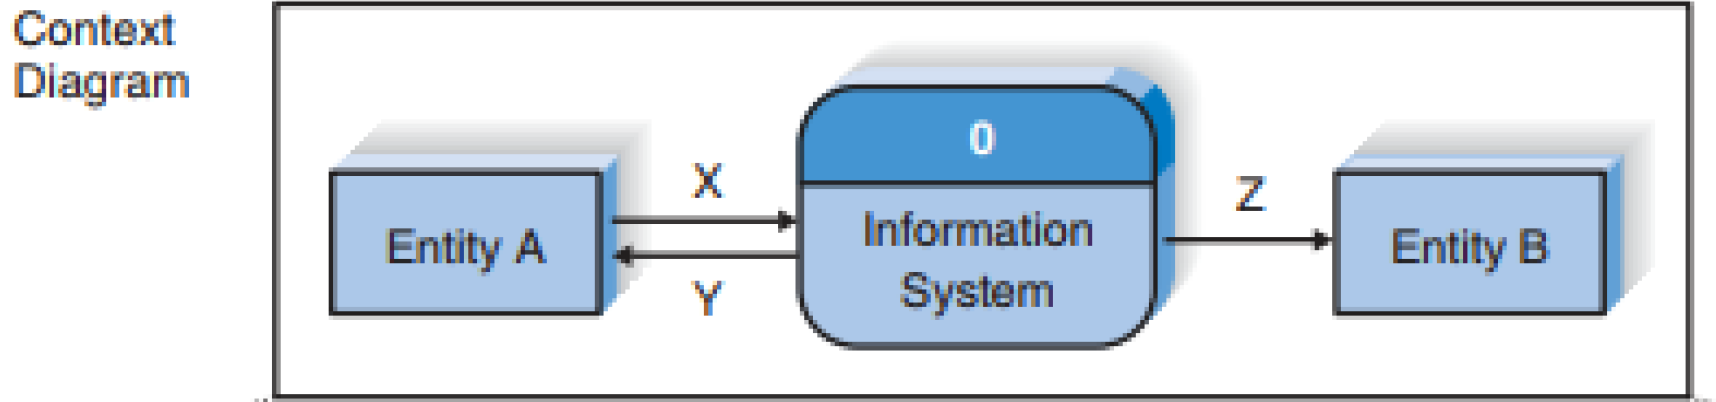 Context
Diagram
0
X
Z
Entity A
Information
System
Entity B
Y